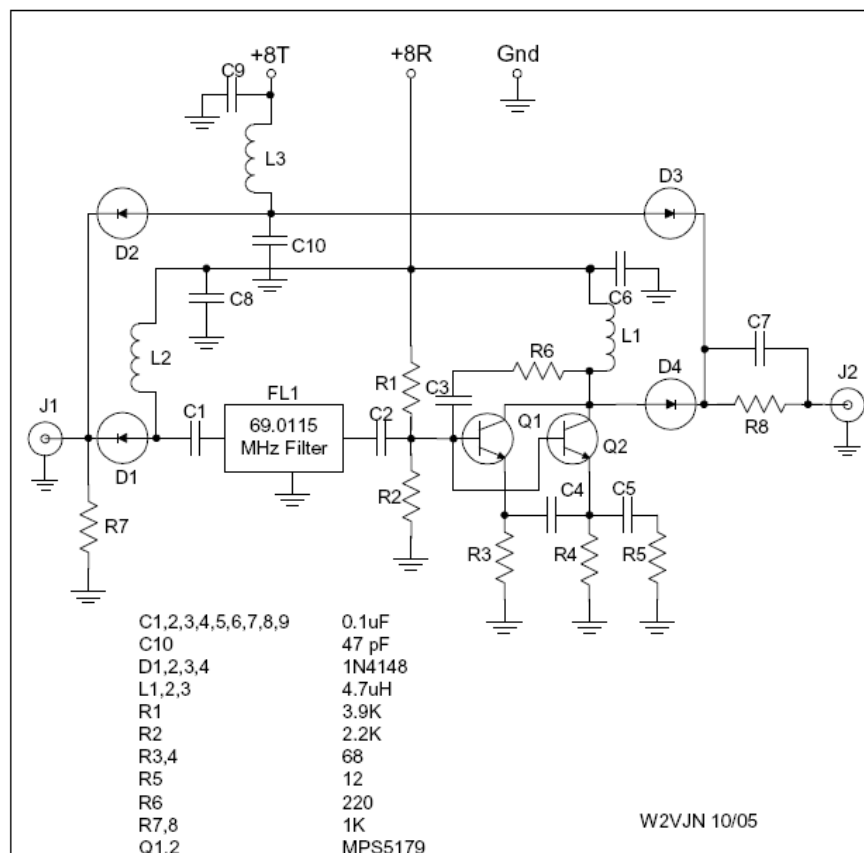 +8T +8R Gnd
C9
L3
D3
D2
C10
C8 C6
L2 L1 C7
R6
R1 C3 D4 J2
J1 C1 FL1 C2
69.0115
MHz Filter
Q1
Q2
D1 R8
R2 C4 C5
R7 R3 R4 R5
C1,2,3,4,5,6,7,8,9 0.1uF
C10 47 pF
D1,2,3,4 1N4148
L1,2,3 4.7uH
R1 3.9K
R2 2.2K
R3,4 68
R5 12
R6 220
R7,8 1K
Q1,2 MPS5179
W2VJN 10/05